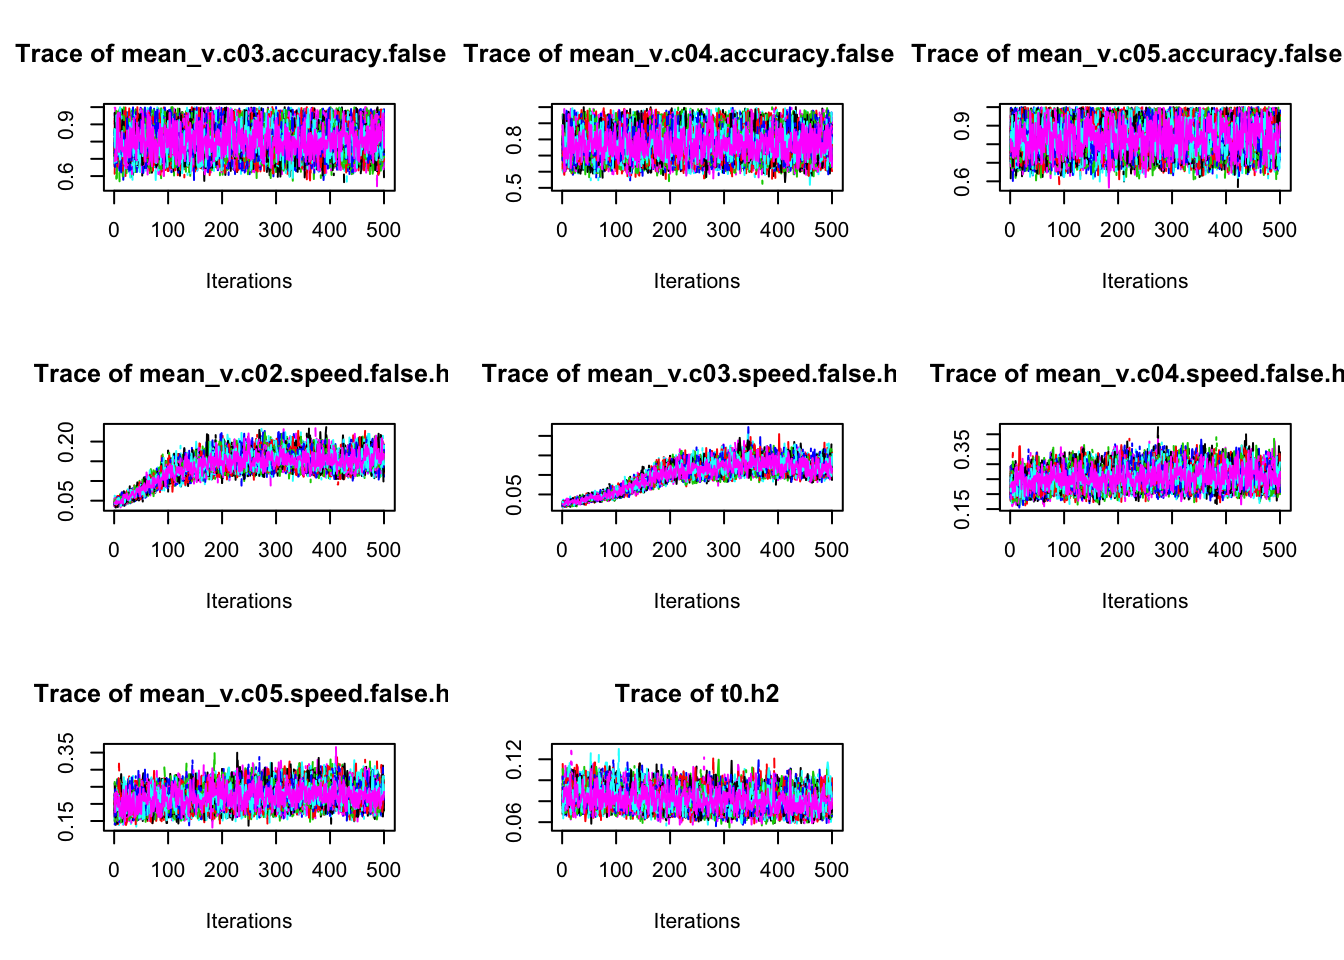 Trace of mean_v.c03.accuracy.false
0.9
0.6
0 100 200 300 400 500
Iterations
Trace of mean_v.c04.accuracy.false
0.8
0.5
0 100 200 300 400 500
Iterations
Trace of mean_v.c05.accuracy.false
0.9
0.6
0 100 200 300 400 500
Iterations
Trace of mean_v.c02.speed.false.h
0.20
0.05
0 100 200 300 400 500
Iterations
Trace of mean_v.c03.speed.false.h
0.05
0 100 200 300 400 500
Iterations
Trace of mean_v.c04.speed.false.h
0.35
0.15
0 100 200 300 400 500
Iterations
Trace of mean_v.c05.speed.false.h
0.35
0.15
0 100 200 300 400 500
Iterations
Trace of t0.h2
0.12
0.06
0 100 200 300 400 500
Iterations